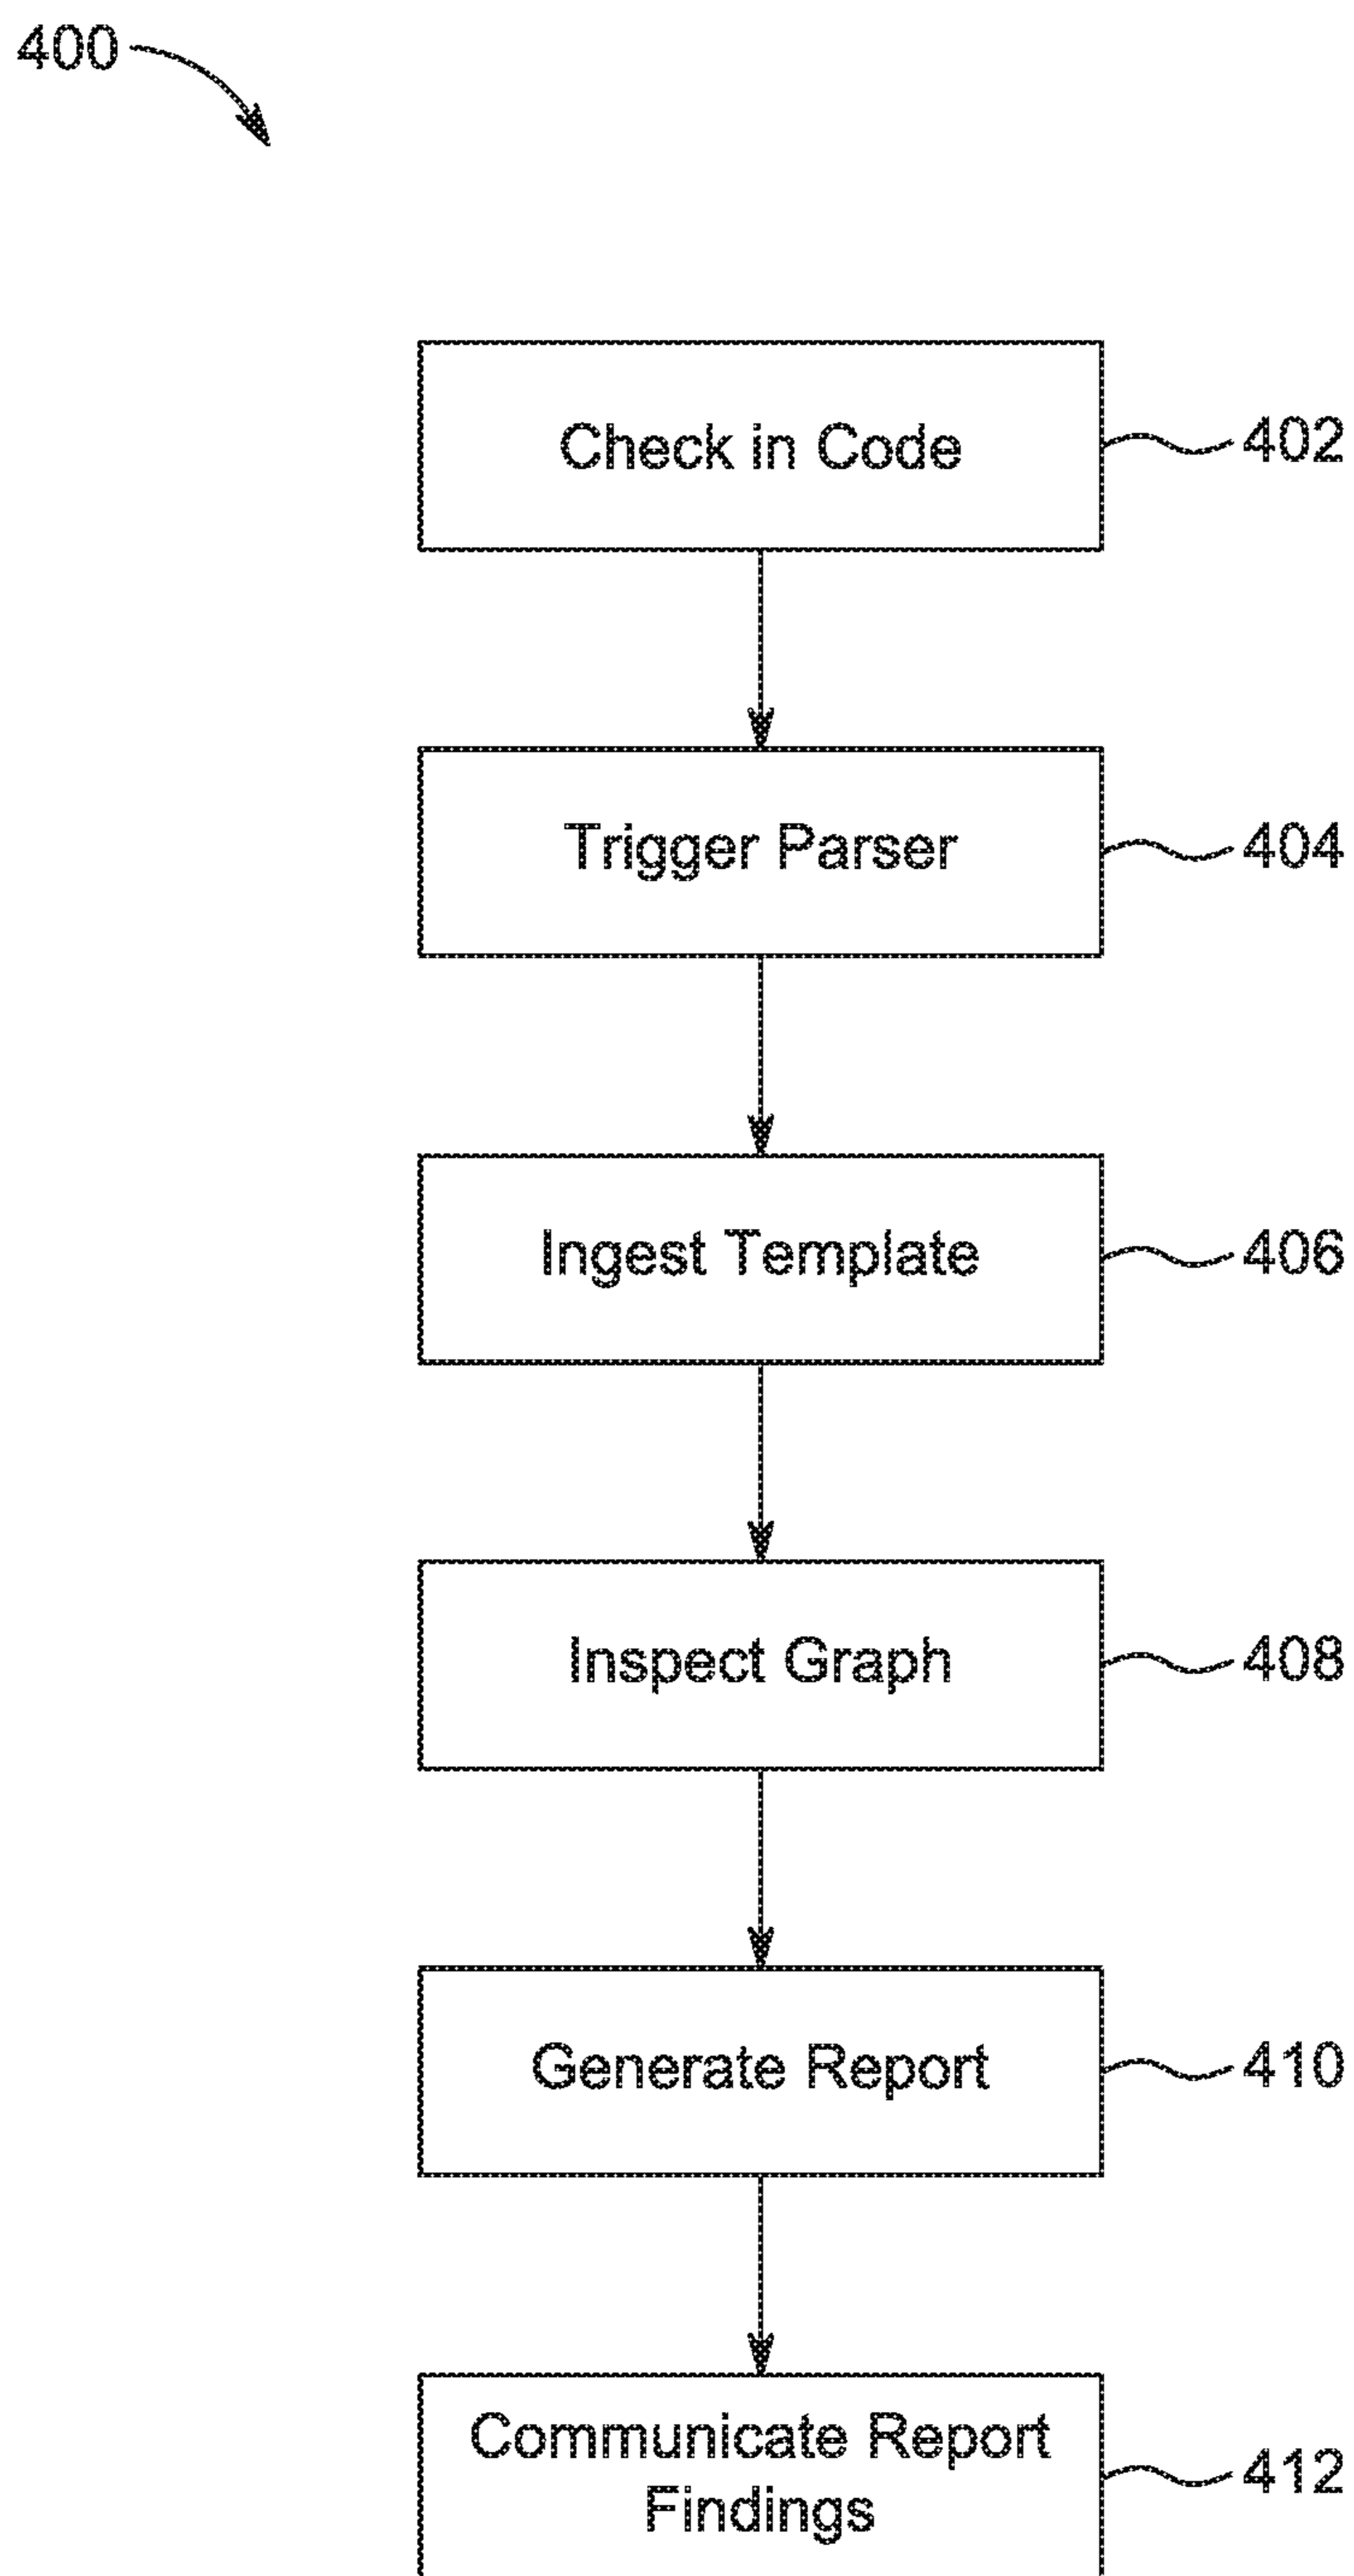 400
Check in Code
402
Trigger Parser
404
Ingest Template
406
Inspect Graph
408
Generate Report
410
Communicate Report
Findings
412